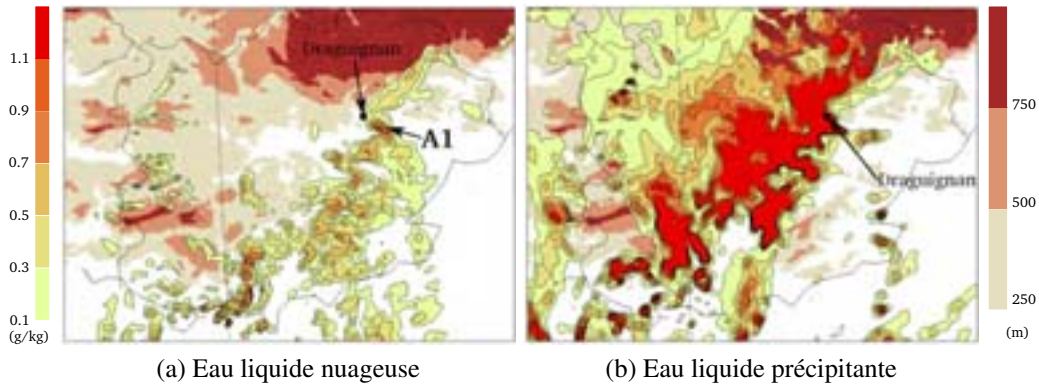 1.1
0.9
0.7
0.5
0.3
0.1
(g/kg)
Draguignan
A1
Draguignan
750
500
250
(m)
(a) Eau liquide nuageuse
(b) Eau liquide précipitante